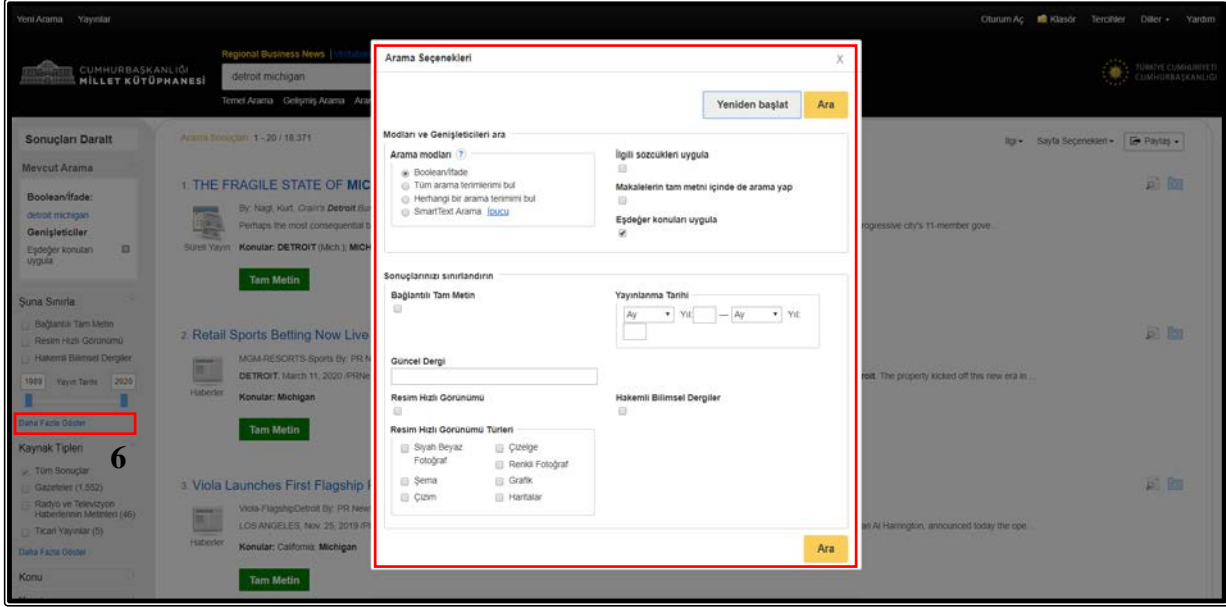 Yeni Arama Yayınlar
Oturum Aç Klasör Tercihler Diller Yardım
Regional Business News
CUMHURBAŞKANLIĞI
MİLLET KÜTÜPHANESİ
detroit michigan
Temel Arama Gelişmiş Arama
TÜRKİYE CUMHURİYETİ
CUMHURBAŞKANLIĞI
Sonuçları Daralt
Mevcut Arama
Boolean/İfade:
detroit michigan
Genişleticiler
Eşdeğer konuları
uygula
Şuna Sınırla
Bağlantılı Tam Metin
Resim Hızlı Görünümü
Hakemli Bilimsel Dergiler
1989 Yayın Tarihi 2020
Daha Fazla Göster
6
Kaynak Tipleri
Tüm Sonuçlar
Gazeteler (1.552)
Radyo ve Televizyon
Haberlerinin Metinleri (46)
Ticari Yayınlar (5)
Daha Fazla Göster
Konu
Arama Sonuçları: 1 - 20 / 18.371
İlgi Sayfa Seçenekleri Paylaş
1. THE FRAGILE STATE OF MIC
By: Nagl, Kurt. Crain's Detroit Bus
Perhaps the most consequential b
rogressive city's 11-member gove...
Süreli Yayın
Konular: DETROIT (Mich.); MICH
Tam Metin
2. Retail Sports Betting Now Live
MGM-RESORTS-Sports By: PR N
DETROIT, March 11, 2020 /PRNe
roit. The property kicked off this new era in ...
Haberler
Konular: Michigan
Tam Metin
3. Viola Launches First Flagship
Viola-FlagshipDetroit By: PR New
LOS ANGELES, Nov. 25, 2019 /P
an Al Harrington, announced today the ope...
Haberler
Konular: California; Michigan
Tam Metin
Arama Seçenekleri X
Yeniden başlat Ara
Modları ve Genişleticileri ara
Arama modları ?
Boolean/İfade
Tüm arama terimlerimi bul
Herhangi bir arama terimimi bul
SmartText Arama İpucu
İlgili sözcükleri uygula
Makalelerin tam metni içinde de arama yap
Eşdeğer konuları uygula
Sonuçlarınızı sınırlandırın
Bağlantılı Tam Metin
Yayınlanma Tarihi
Ay Yıl: — Ay Yıl:
Güncel Dergi
Resim Hızlı Görünümü
Hakemli Bilimsel Dergiler
Resim Hızlı Görünümü Türleri
Siyah Beyaz
Fotoğraf
Çizelge
Renkli Fotoğraf
Şema
Grafik
Çizim
Haritalar
Ara